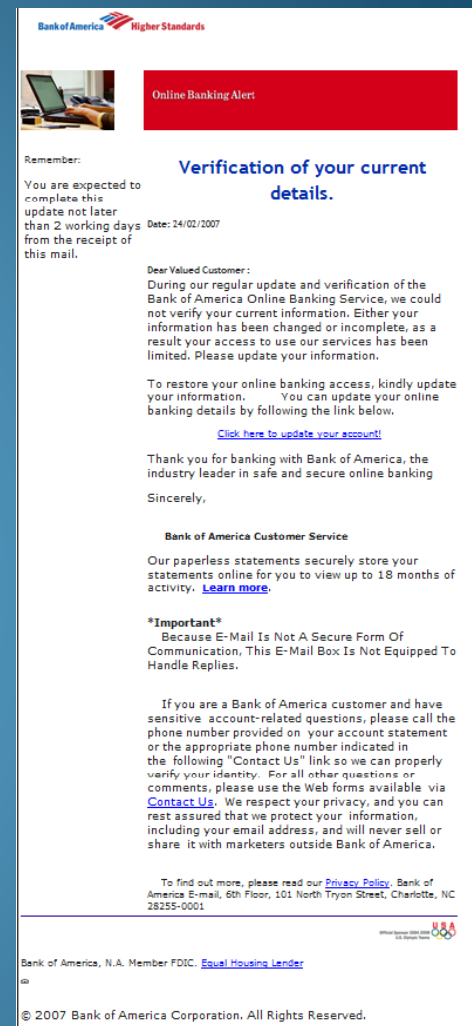 Bank of America Higher Standards
Online Banking Alert
Remember:
You are expected to
complete this
update not later
than 2 working days
from the receipt of
this mail.
Verification of your current
details.
Date: 24/02/2007
Dear Valued Customer :
During our regular update and verification of the
Bank of America Online Banking Service, we could
not verify your current information. Either your
information has been changed or incomplete, as a
result your access to use our services has been
limited. Please update your information.
To restore your online banking access, kindly update
your information. You can update your online
banking details by following the link below.
Click here to update your account!
Thank you for banking with Bank of America, the
industry leader in safe and secure online banking
Sincerely,
Bank of America Customer Service
Our paperless statements securely store your
statements online for you to view up to 18 months of
activity. Learn more.
*Important*
Because E-Mail Is Not A Secure Form Of
Communication, This E-Mail Box Is Not Equipped To
Handle Replies.
If you are a Bank of America customer and have
sensitive account-related questions, please call the
phone number provided on your account statement
or the appropriate phone number indicated in
the following "Contact Us" link so we can properly
verify your identity. For all other questions or
comments, please use the Web forms available via
Contact Us. We respect your privacy, and you can
rest assured that we protect your information,
including your email address, and will never sell or
share it with marketers outside Bank of America.
To find out more, please read our Privacy Policy. Bank of
America E-mail, 6th Floor, 101 North Tryon Street, Charlotte, NC
28255-0001
USA
Official Sponsor 2004-2008
U.S. Olympic Teams
Bank of America, N.A. Member FDIC. Equal Housing Lender
© 2007 Bank of America Corporation. All Rights Reserved.